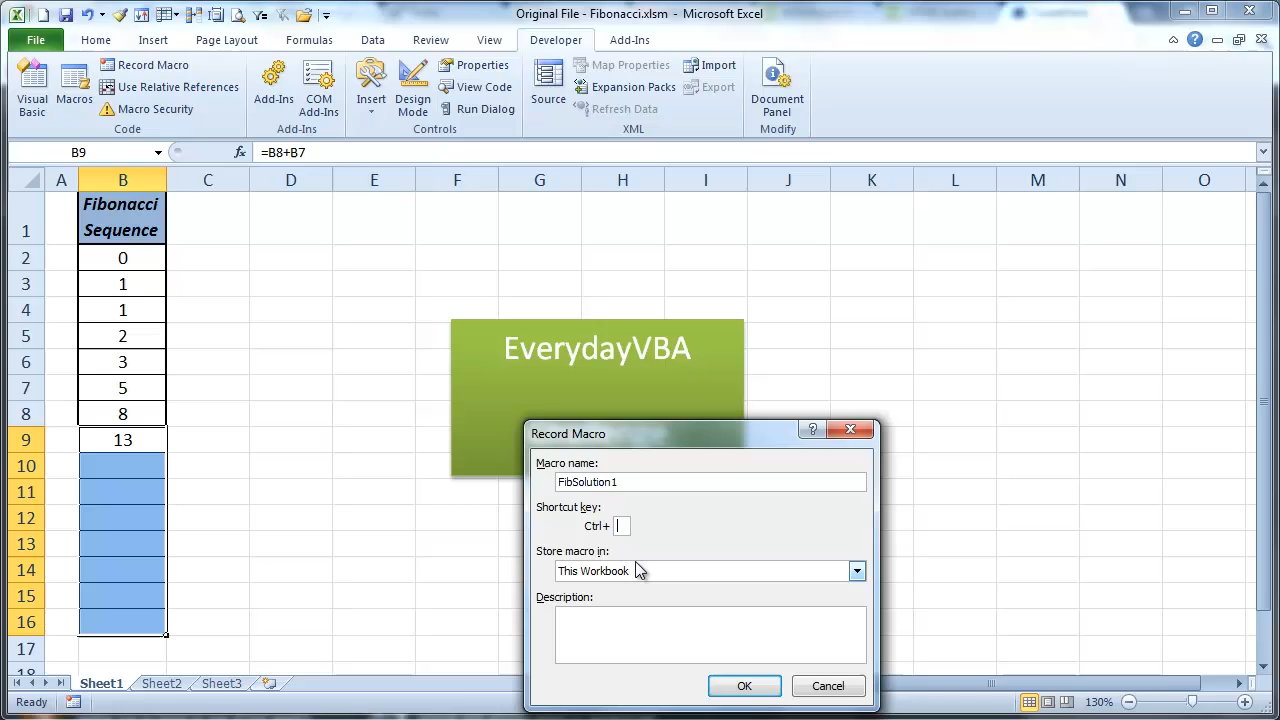 Original File - Fibonacci.xlsm - Microsoft Excel
File Home Insert Page Layout Formulas Data Review View Developer Add-Ins
Visual Basic
Macros
Record Macro
Use Relative References
Macro Security
Code
Add-Ins
COM Add-Ins
Add-Ins
Insert
Design Mode
Properties
View Code
Run Dialog
Controls
Source
Map Properties
Expansion Packs
Refresh Data
Import
Export
XML
Document Panel
Modify
B9 fx =B8+B7
A B C D E F G H I J K L M N O
1 Fibonacci Sequence
2 0
3 1
4 1
5 2
6 3
7 5
8 8
9 13
10
11
12
13
14
15
16
17
18
EverydayVBA
Record Macro
Macro name:
FibSolution1
Shortcut key:
Ctrl+
Store macro in:
This Workbook
Description:
OK Cancel
Sheet1 Sheet2 Sheet3
Ready 130%